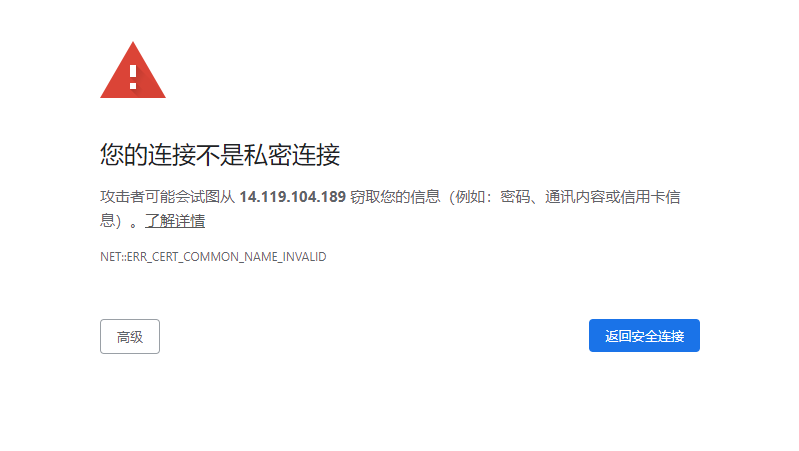 您的连接不是私密连接
攻击者可能会试图从 14.119.104.189 窃取您的信息（例如：密码、通讯内容或信用卡信
息）。了解详情
NET::ERR_CERT_COMMON_NAME_INVALID
高级
返回安全连接